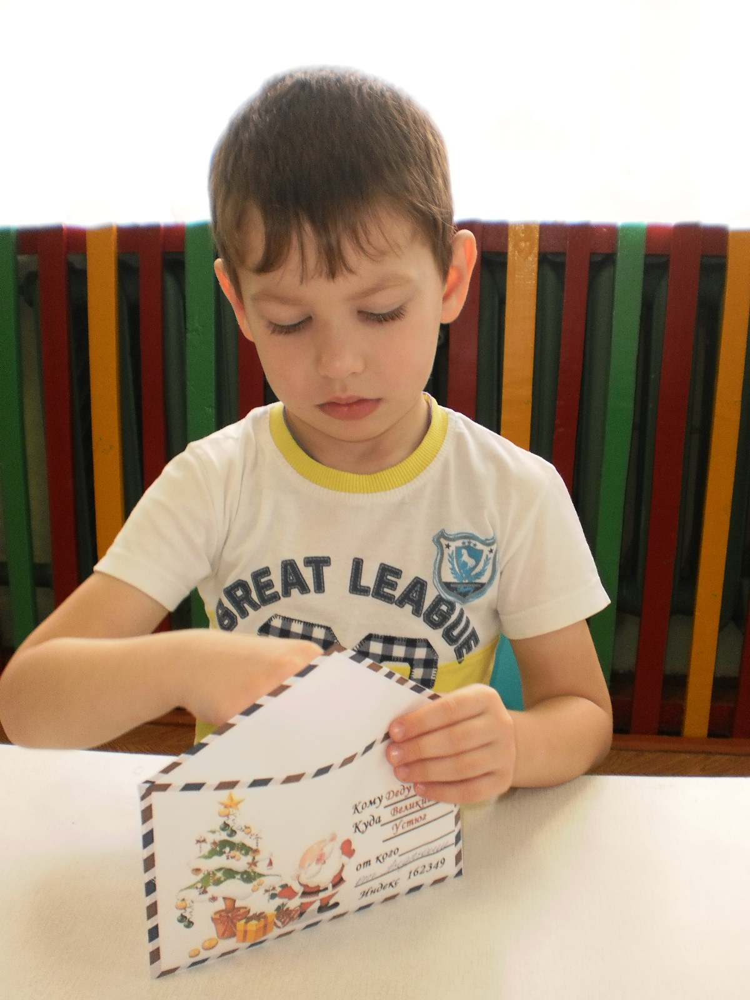 GREAT LEAGUE
Кому Деду
Куда Великий
Устюг
от кого
Индекс 162349